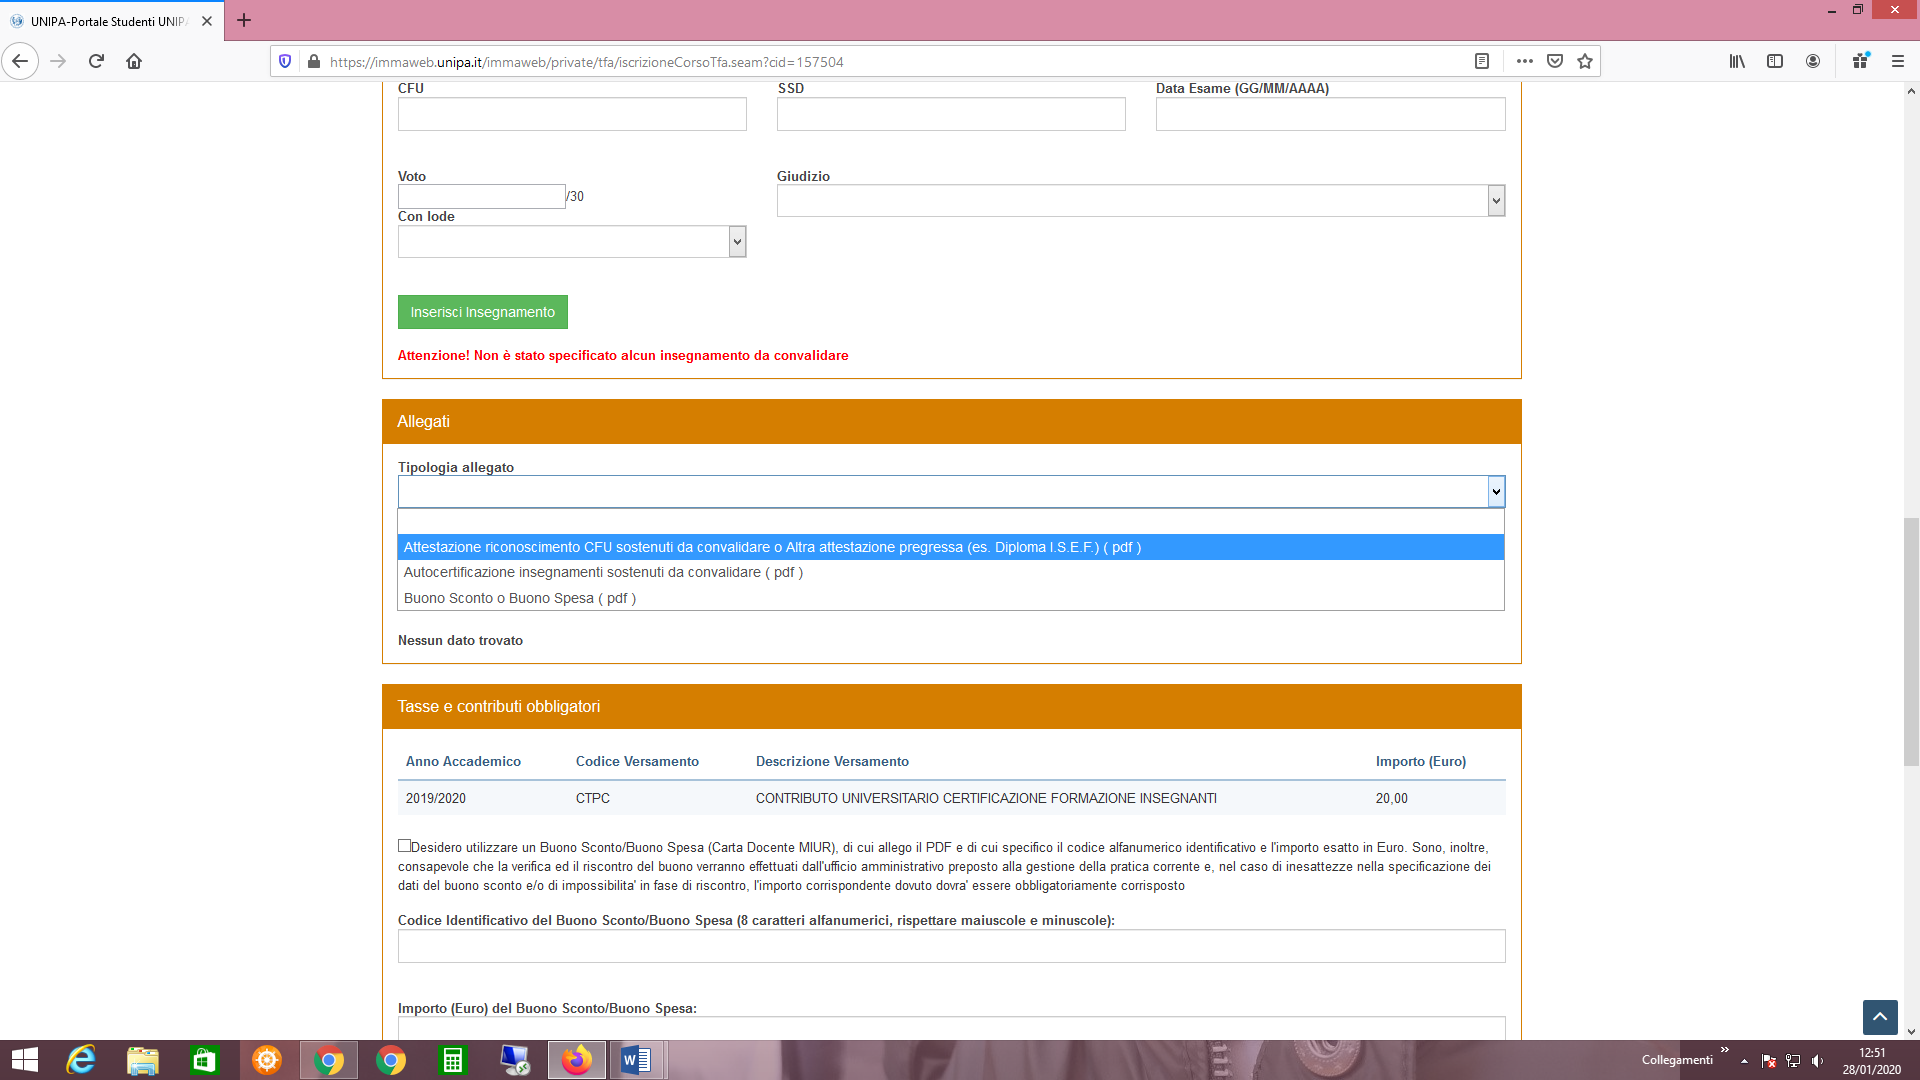 UNIPA-Portale Studenti UNIPA
https://immaweb.unipa.it/immaweb/private/tfa/iscrizioneCorsoTfa.seam?cid=157504
CFU
SSD
Data Esame (GG/MM/AAAA)
Voto
/30
Giudizio
Con lode
Inserisci Insegnamento
Attenzione! Non è stato specificato alcun insegnamento da convalidare
Allegati
Tipologia allegato
Attestazione riconoscimento CFU sostenuti da convalidare o Altra attestazione pregressa (es. Diploma I.S.E.F.) ( pdf )
Autocertificazione insegnamenti sostenuti da convalidare ( pdf )
Buono Sconto o Buono Spesa ( pdf )
Nessun dato trovato
Tasse e contributi obbligatori
Anno Accademico Codice Versamento Descrizione Versamento Importo (Euro)
2019/2020 CTPC CONTRIBUTO UNIVERSITARIO CERTIFICAZIONE FORMAZIONE INSEGNANTI 20,00
Desidero utilizzare un Buono Sconto/Buono Spesa (Carta Docente MIUR), di cui allego il PDF e di cui specifico il codice alfanumerico identificativo e l'importo esatto in Euro. Sono, inoltre,
consapevole che la verifica ed il riscontro del buono verranno effettuati dall'ufficio amministrativo preposto alla gestione della pratica corrente e, nel caso di inesattezze nella specificazione dei
dati del buono sconto e/o di impossibilita' in fase di riscontro, l'importo corrispondente dovuto dovra' essere obbligatoriamente corrisposto
Codice Identificativo del Buono Sconto/Buono Spesa (8 caratteri alfanumerici, rispettare maiuscole e minuscole):
Importo (Euro) del Buono Sconto/Buono Spesa:
Collegamenti
12:51
28/01/2020